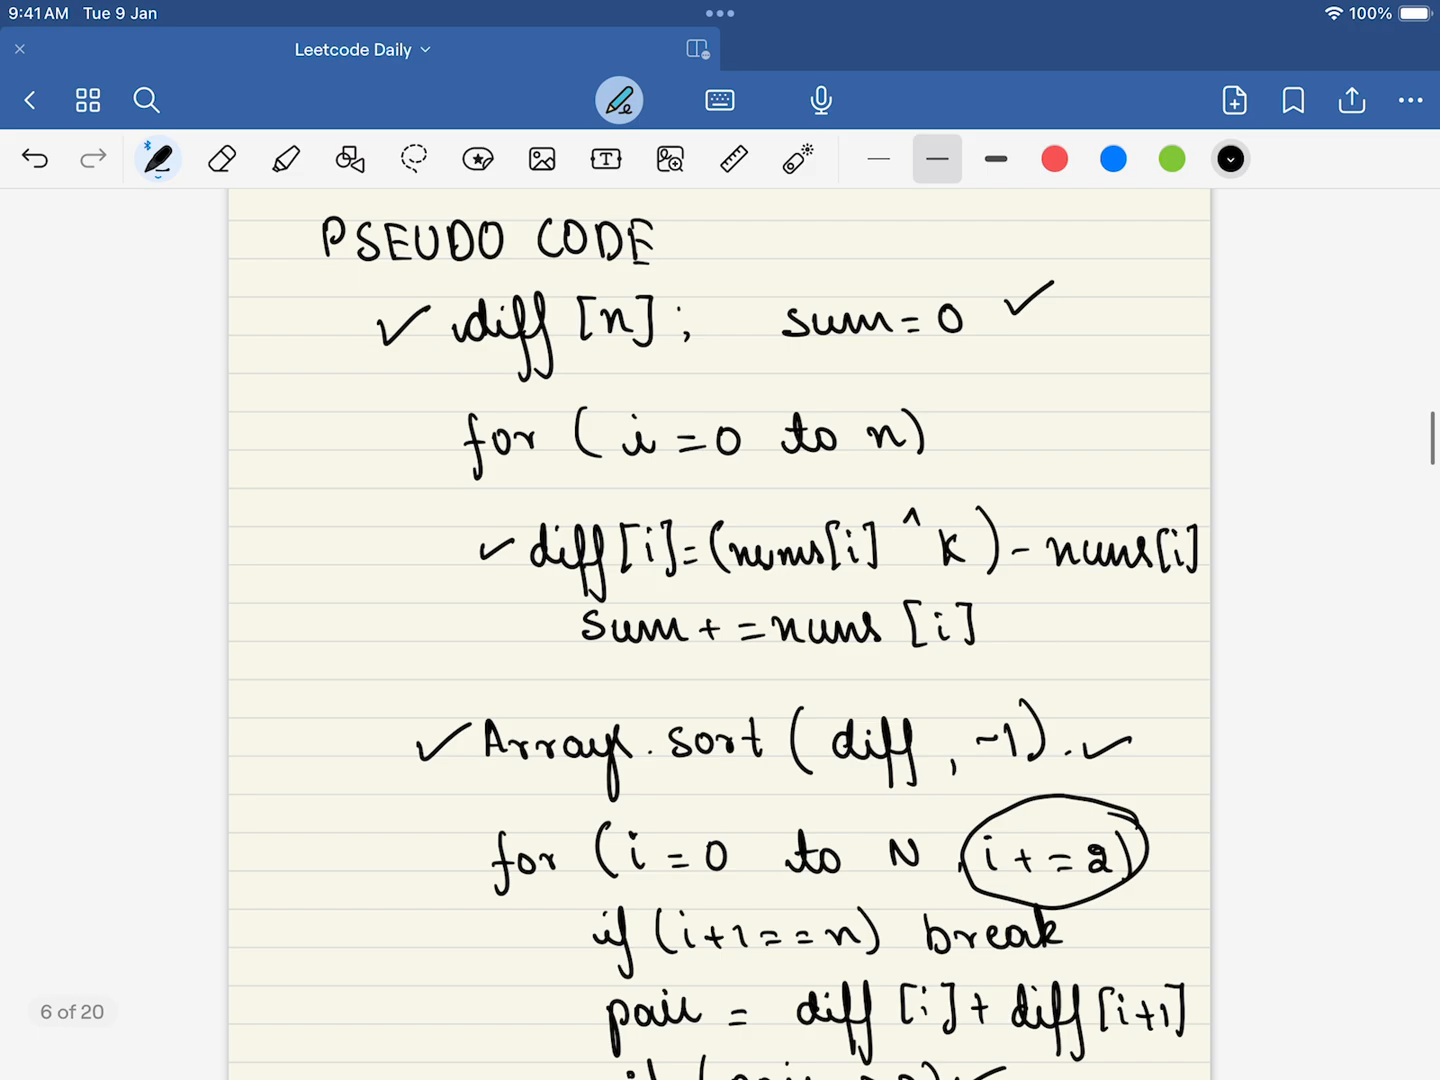 9:41 AM Tue 9 Jan
100%
Leetcode Daily
PSEUDO CODE
✓ diff [n]; sum = 0 ✓
for ( i = 0 to n)
✓ diff [i] = (nums[i] ^ k) - nums[i]
sum + = nums [i]
✓ Arrays. sort ( diff , -1). ✓
for (i = 0 to N , i + = 2)
if (i+1 = = n) break
pair = diff [i] + diff [i+1]
6 of 20